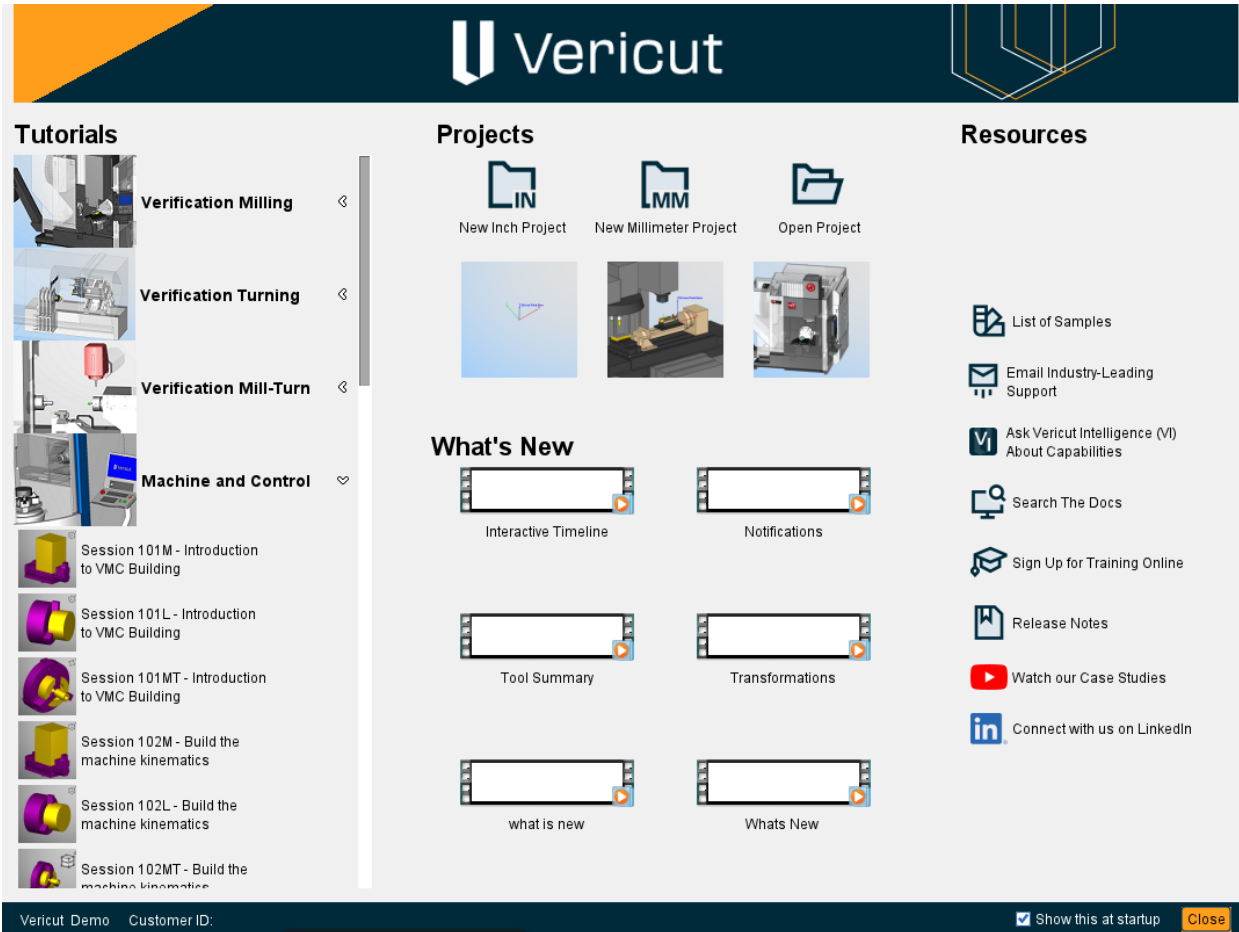 Vericut
Tutorials
Verification Milling
Verification Turning
Verification Mill-Turn
Machine and Control
Session 101M - Introduction
to VMC Building
Session 101L - Introduction
to VMC Building
Session 101MT - Introduction
to VMC Building
Session 102M - Build the
machine kinematics
Session 102L - Build the
machine kinematics
Session 102MT - Build the
machine kinematics
Projects
IN
MM
New Inch Project
New Millimeter Project
Open Project
What's New
Interactive Timeline
Notifications
Tool Summary
Transformations
what is new
Whats New
Resources
List of Samples
Email Industry-Leading
Support
VI
Ask Vericut Intelligence (VI)
About Capabilities
Search The Docs
Sign Up for Training Online
Release Notes
Watch our Case Studies
in
Connect with us on LinkedIn
Vericut Demo
Customer ID:
Show this at startup
Close